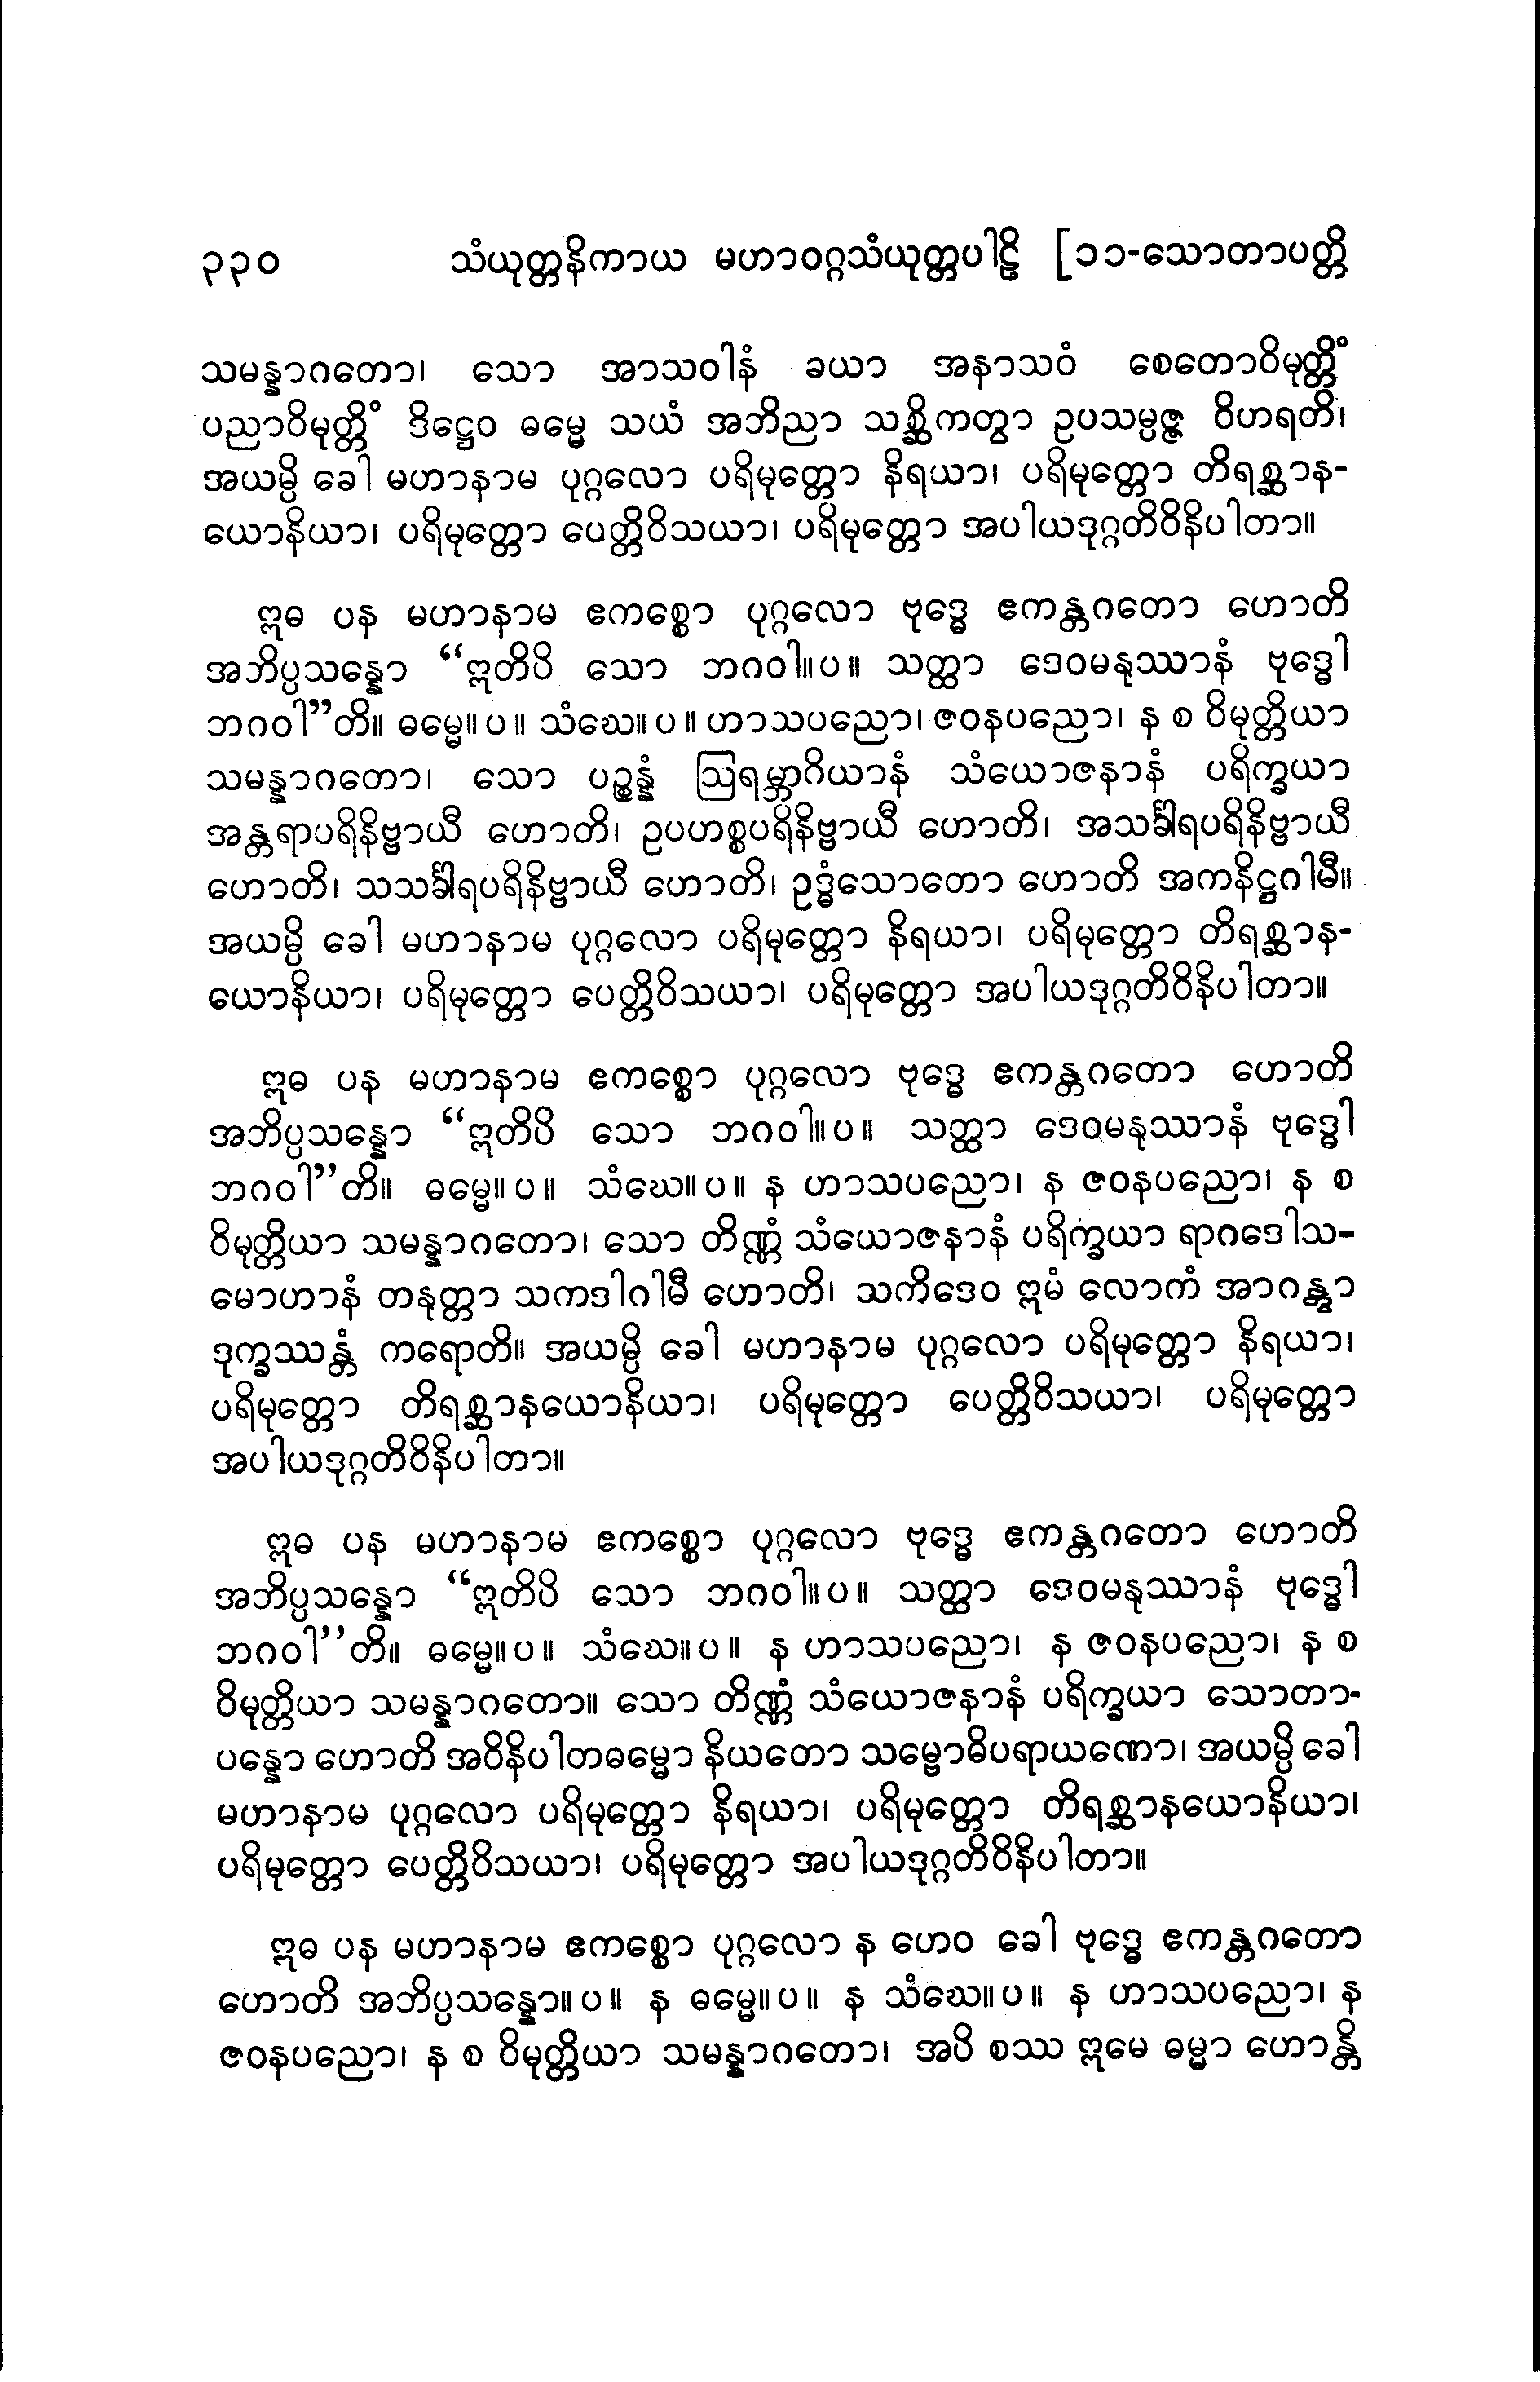 ၃၃၀ သံယုတ္တနိကာယ မဟာဝဂ္ဂသံယုတ္တပါဠိ [၁၁-သောတာပတ္တိ
သမန္နာဂတော၊ သော အာသဝါနံ ခယာ အနာသဝံ စေတောဝိမုတ္တိံ
ပညာဝိမုတ္တိံ ဒိဋ္ဌေဝ ဓမ္မေ သယံ အဘိညာ သစ္ဆိကတွာ ဥပသမ္ပဇ္ဇ ဝိဟရတိ၊
အယမ္ပိ ခေါ မဟာနာမ ပုဂ္ဂလော ပရိမုတ္တော နိရယာ၊ ပရိမုတ္တော တိရစ္ဆာန-
ယောနိယာ၊ ပရိမုတ္တော ပေတ္တိဝိသယာ၊ ပရိမုတ္တော အပါယဒုဂ္ဂတိဝိနိပါတာ။
ဣဓ ပန မဟာနာမ ဧကစ္စော ပုဂ္ဂလော ဗုဒ္ဓေ ဧကန္တဂတော ဟောတိ
အဘိပ္ပသန္နော “ဣတိပိ သော ဘဂဝါ။ပ။ သတ္ထာ ဒေဝမနုဿာနံ ဗုဒ္ဓေါ
ဘဂဝါ”တိ။ ဓမ္မေ။ပ။ သံဃေ။ပ။ ဟာသပညော၊ ဇဝနပညော၊ န စ ဝိမုတ္တိယာ
သမန္နာဂတော၊ သော ပဉ္စန္နံ ဩရမ္ဘာဂိယာနံ သံယောဇနာနံ ပရိက္ခယာ
အန္တရာပရိနိဗ္ဗာယီ ဟောတိ၊ ဥပဟစ္စပရိနိဗ္ဗာယီ ဟောတိ၊ အသင်္ခါရပရိနိဗ္ဗာယီ
ဟောတိ၊ သသင်္ခါရပရိနိဗ္ဗာယီ ဟောတိ၊ ဥဒ္ဓံသောတော ဟောတိ အကနိဋ္ဌဂါမီ။
အယမ္ပိ ခေါ မဟာနာမ ပုဂ္ဂလော ပရိမုတ္တော နိရယာ၊ ပရိမုတ္တော တိရစ္ဆာန-
ယောနိယာ၊ ပရိမုတ္တော ပေတ္တိဝိသယာ၊ ပရိမုတ္တော အပါယဒုဂ္ဂတိဝိနိပါတာ။
ဣဓ ပန မဟာနာမ ဧကစ္စော ပုဂ္ဂလော ဗုဒ္ဓေ ဧကန္တဂတော ဟောတိ
အဘိပ္ပသန္နော “ဣတိပိ သော ဘဂဝါ။ပ။ သတ္ထာ ဒေဝမနုဿာနံ ဗုဒ္ဓေါ
ဘဂဝါ”တိ။ ဓမ္မေ။ပ။ သံဃေ။ပ။ န ဟာသပညော၊ န ဇဝနပညော၊ န စ
ဝိမုတ္တိယာ သမန္နာဂတော၊ သော တိဏ္ဏံ သံယောဇနာနံ ပရိက္ခယာ ရာဂဒေါသ-
မောဟာနံ တနုတ္တာ သကဒါဂါမီ ဟောတိ၊ သကိဒေဝ ဣမံ လောကံ အာဂန္တွာ
ဒုက္ခဿန္တံ ကရောတိ။ အယမ္ပိ ခေါ မဟာနာမ ပုဂ္ဂလော ပရိမုတ္တော နိရယာ၊
ပရိမုတ္တော တိရစ္ဆာနယောနိယာ၊ ပရိမုတ္တော ပေတ္တိဝိသယာ၊ ပရိမုတ္တော
အပါယဒုဂ္ဂတိဝိနိပါတာ။
ဣဓ ပန မဟာနာမ ဧကစ္စော ပုဂ္ဂလော ဗုဒ္ဓေ ဧကန္တဂတော ဟောတိ
အဘိပ္ပသန္နော “ဣတိပိ သော ဘဂဝါ။ပ။ သတ္ထာ ဒေဝမနုဿာနံ ဗုဒ္ဓေါ
ဘဂဝါ”တိ။ ဓမ္မေ။ပ။ သံဃေ။ပ။ န ဟာသပညော၊ န ဇဝနပညော၊ န စ
ဝိမုတ္တိယာ သမန္နာဂတော။ သော တိဏ္ဏံ သံယောဇနာနံ ပရိက္ခယာ သောတာ-
ပန္နော ဟောတိ အဝိနိပါတဓမ္မော နိယတော သမ္ဗောဓိပရာယဏော၊ အယမ္ပိ ခေါ
မဟာနာမ ပုဂ္ဂလော ပရိမုတ္တော နိရယာ၊ ပရိမုတ္တော တိရစ္ဆာနယောနိယာ၊
ပရိမုတ္တော ပေတ္တိဝိသယာ၊ ပရိမုတ္တော အပါယဒုဂ္ဂတိဝိနိပါတာ။
ဣဓ ပန မဟာနာမ ဧကစ္စော ပုဂ္ဂလော န ဟေဝ ခေါ ဗုဒ္ဓေ ဧကန္တဂတော
ဟောတိ အဘိပ္ပသန္နော။ပ။ န ဓမ္မေ။ပ။ န သံဃေ။ပ။ န ဟာသပညော၊ န
ဇဝနပညော၊ န စ ဝိမုတ္တိယာ သမန္နာဂတော၊ အပိ စဿ ဣမေ ဓမ္မာ ဟောန္တိ